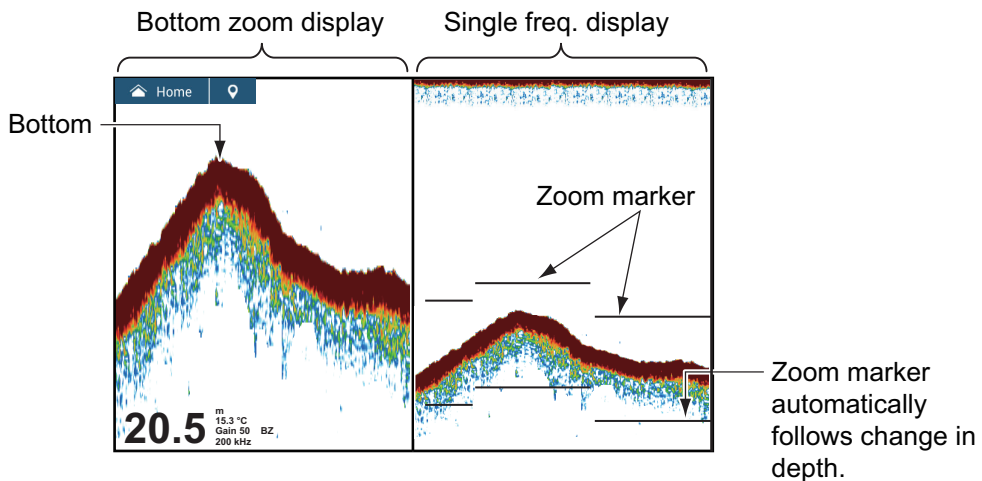 Bottom zoom display
Single freq. display
Home
Bottom
Zoom marker
20.5
m
15.3 °C
Gain 50 BZ
200 kHz
Zoom marker
automatically
follows change in
depth.